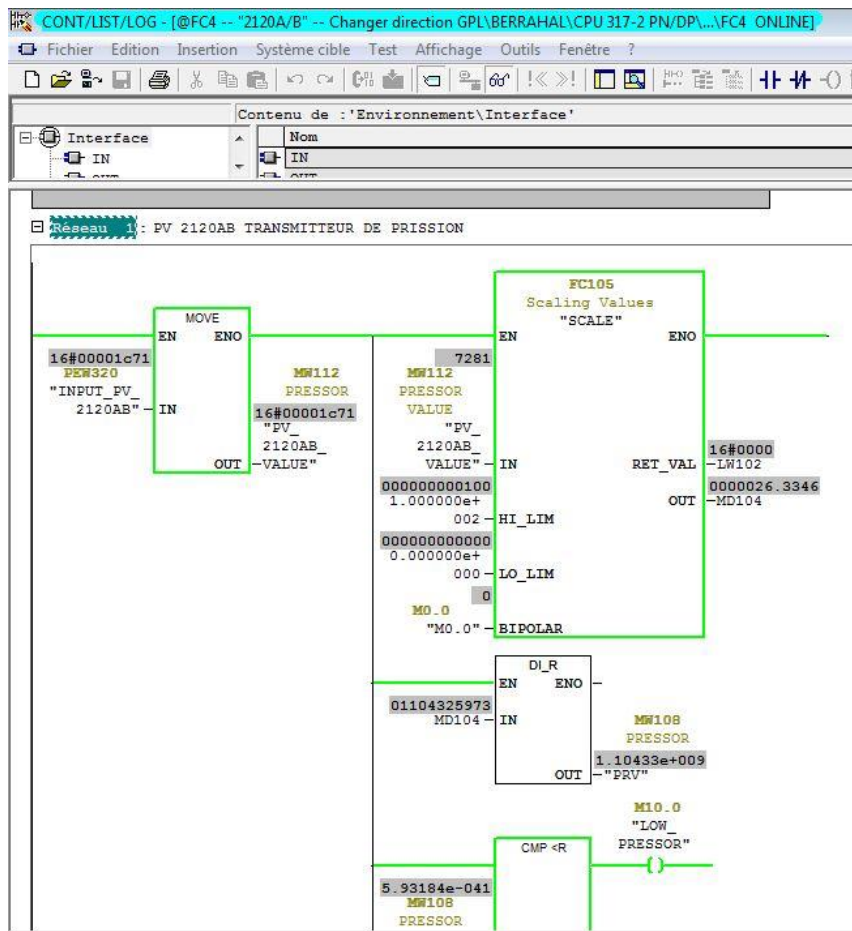 CONT/LIST/LOG - [@FC4 -- "2120A/B" -- Changer direction GPL\BERRAHAL\CPU 317-2 PN/DP\...\FC4 ONLINE]
Fichier Edition Insertion Système cible Test Affichage Outils Fenêtre ?
Contenu de :'Environnement\Interface'
Interface
Nom
IN
IN
OUT
OUT
Réseau 1: PV 2120AB TRANSMITTEUR DE PRISSION
MOVE
EN ENO
16#00001c71
PEW320
"INPUT_PV_
2120AB"
IN
MW112
PRESSOR
16#00001c71
"PV_
2120AB_
OUT VALUE"
FC105
Scaling Values
"SCALE"
EN ENO
7281
MW112
PRESSOR
VALUE
"PV_
2120AB_
VALUE" IN
16#0000
RET_VAL LW102
000000000100
1.000000e+
002 HI_LIM
0000026.3346
OUT MD104
000000000000
0.000000e+
000 LO_LIM
0
M0.0
"M0.0" BIPOLAR
DI_R
EN ENO
01104325973
MD104 IN
MW108
PRESSOR
1.10433e+009
OUT "PRV"
M10.0
"LOW_
PRESSOR"
CMP <R
5.93184e-041
MW108
PRESSOR